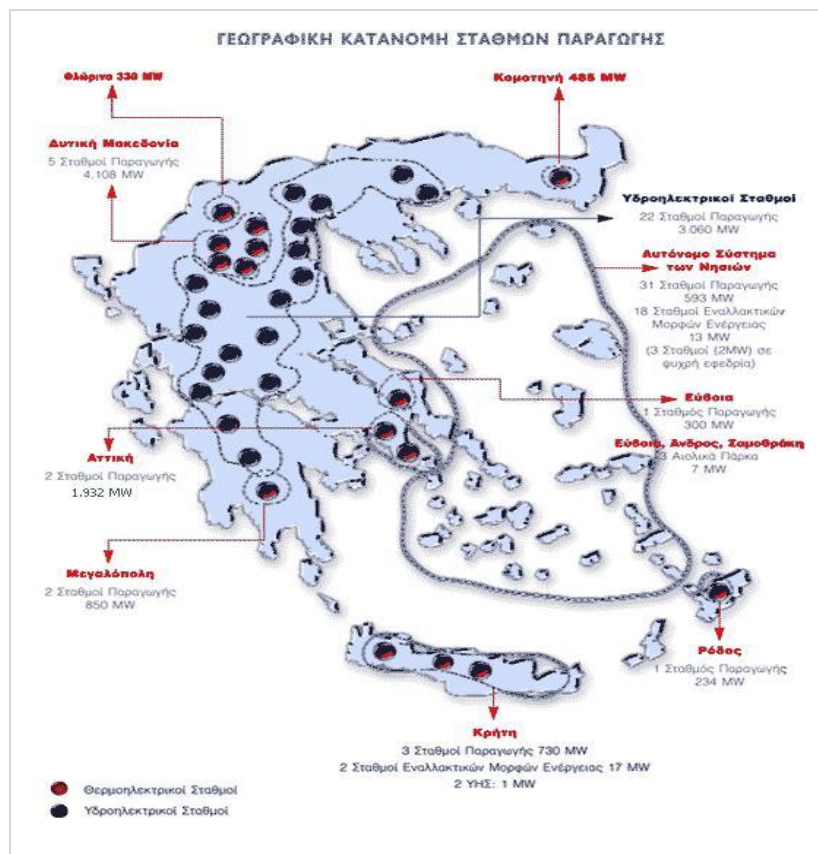 ΓΕΩΓΡΑΦΙΚΗ ΚΑΤΑΝΟΜΗ ΣΤΑΘΜΩΝ ΠΑΡΑΓΩΓΗΣ
Φλώρινα 330 MW
Κομοτηνή 485 MW
Δυτική Μακεδονία
5 Σταθμοί Παραγωγής
4.108 MW
Υδροηλεκτρικοί Σταθμοί
22 Σταθμοί Παραγωγής
3.060 MW
Αυτόνομο Σύστημα
των Νησιών
31 Σταθμοί Παραγωγής
593 MW
18 Σταθμοί Εναλλακτικών
Μορφών Ενέργειας
13 MW
(3 Σταθμοί (2MW) σε
ψυχρή εφεδρία)
Εύβοια
1 Σταθμός Παραγωγής
300 MW
Εύβοια, Ανδρος, Σαμοθράκη
3 Αιολικά Πάρκα
7 MW
Αττική
2 Σταθμοί Παραγωγής
1.932 MW
Μεγαλόπολη
2 Σταθμοί Παραγωγής
850 MW
Ρόδος
1 Σταθμός Παραγωγής
234 MW
Κρήτη
3 Σταθμοί Παραγωγής 730 MW
2 Σταθμοί Εναλλακτικών Μορφών Ενέργειας 17 MW
2 ΥΗΣ: 1 MW
Θερμοηλεκτρικοί Σταθμοί
Υδροηλεκτρικοί Σταθμοί